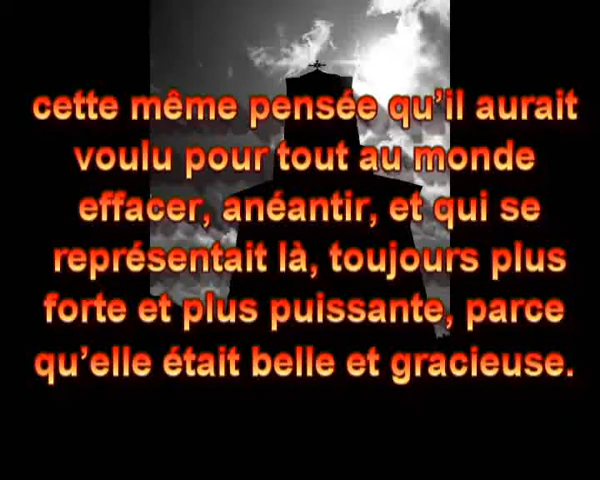 cette même pensée qu’il aurait
voulu pour tout au monde
effacer, anéantir, et qui se
représentait là, toujours plus
forte et plus puissante, parce
qu’elle était belle et gracieuse.